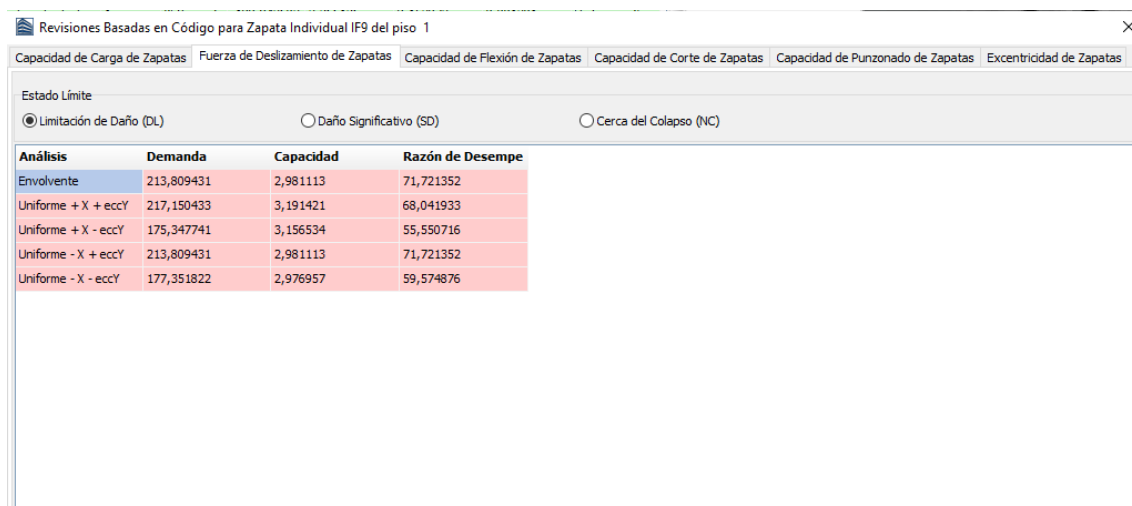 Revisiones Basadas en Código para Zapata Individual IF9 del piso 1
Capacidad de Carga de Zapatas Fuerza de Deslizamiento de Zapatas Capacidad de Flexión de Zapatas Capacidad de Corte de Zapatas Capacidad de Punzonado de Zapatas Excentricidad de Zapatas
Estado Límite
Limitación de Daño (DL) Daño Significativo (SD) Cerca del Colapso (NC)
Análisis Demanda Capacidad Razón de Desempe
Envolvente 213,809431 2,981113 71,721352
Uniforme + X + eccY 217,150433 3,191421 68,041933
Uniforme + X - eccY 175,347741 3,156534 55,550716
Uniforme - X + eccY 213,809431 2,981113 71,721352
Uniforme - X - eccY 177,351822 2,976957 59,574876